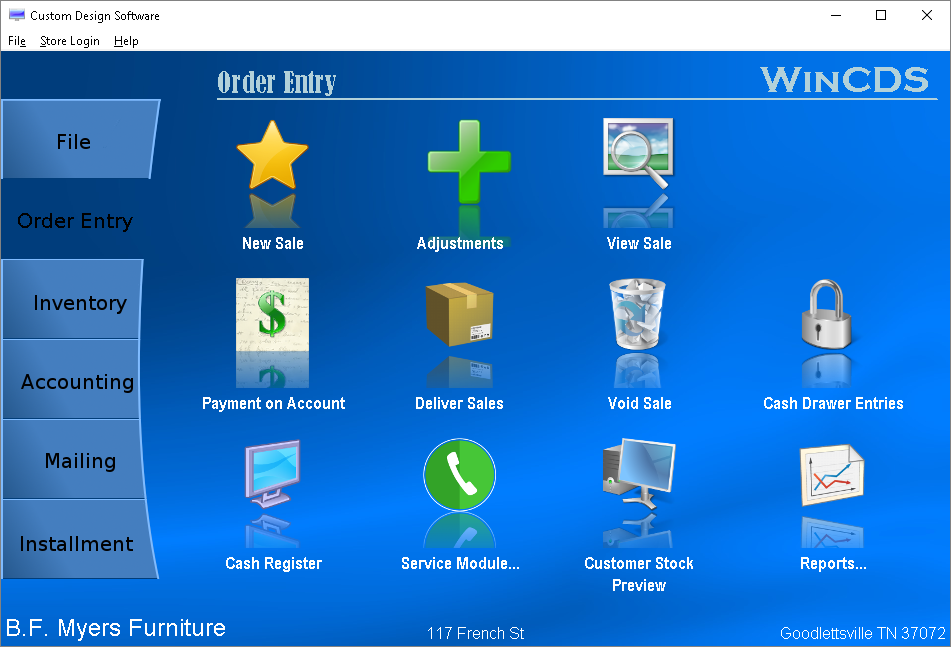 Custom Design Software
File Store Login Help
Order Entry
WinCDS
File
Order Entry
Inventory
Accounting
Mailing
Installment
New Sale
Adjustments
View Sale
Payment on Account
Deliver Sales
Void Sale
Cash Drawer Entries
Cash Register
Service Module...
Customer Stock
Preview
Reports...
B.F. Myers Furniture
117 French St
Goodlettsville TN 37072